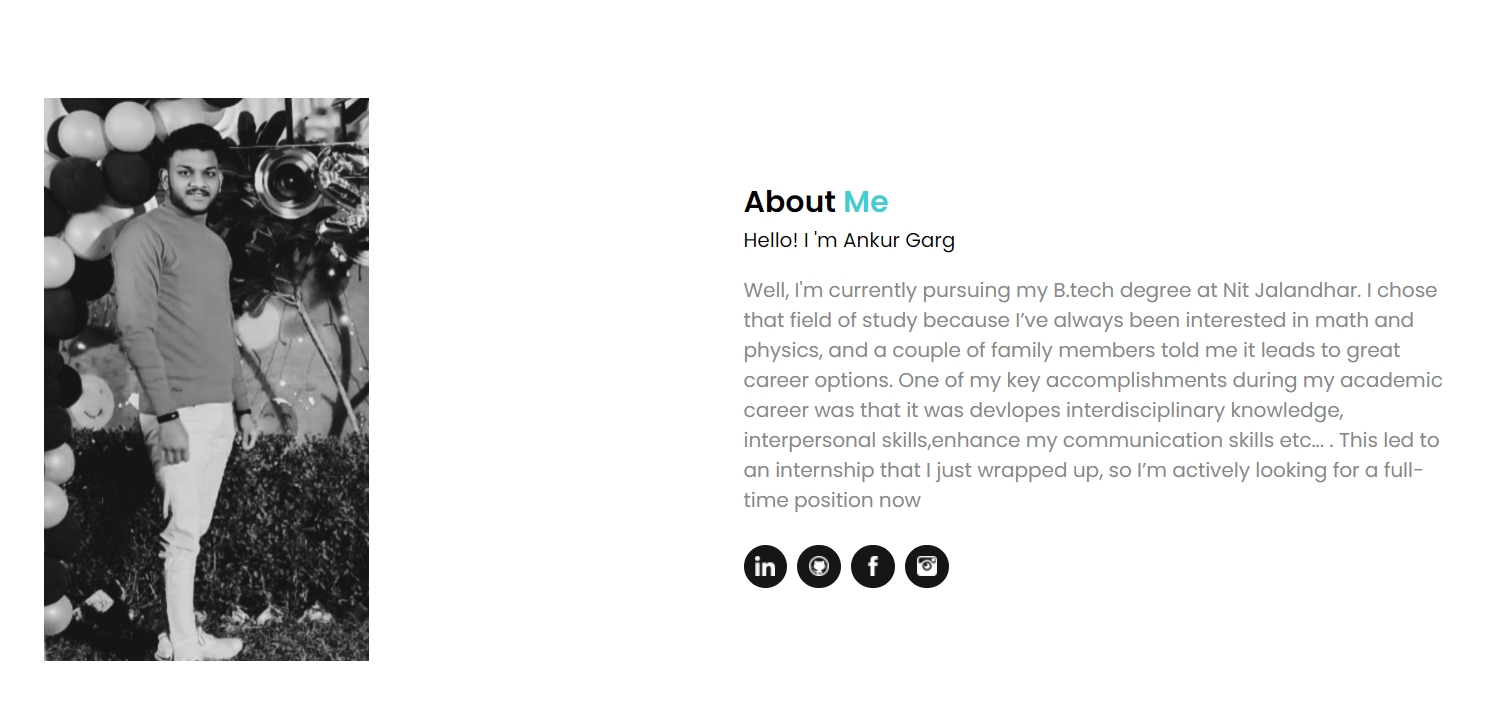 About Me
Hello! I 'm Ankur Garg
Well, I'm currently pursuing my B.tech degree at Nit Jalandhar. I chose
that field of study because I’ve always been interested in math and
physics, and a couple of family members told me it leads to great
career options. One of my key accomplishments during my academic
career was that it was devlopes interdisciplinary knowledge,
interpersonal skills,enhance my communication skills etc... . This led to
an internship that I just wrapped up, so I’m actively looking for a full-
time position now
in
f